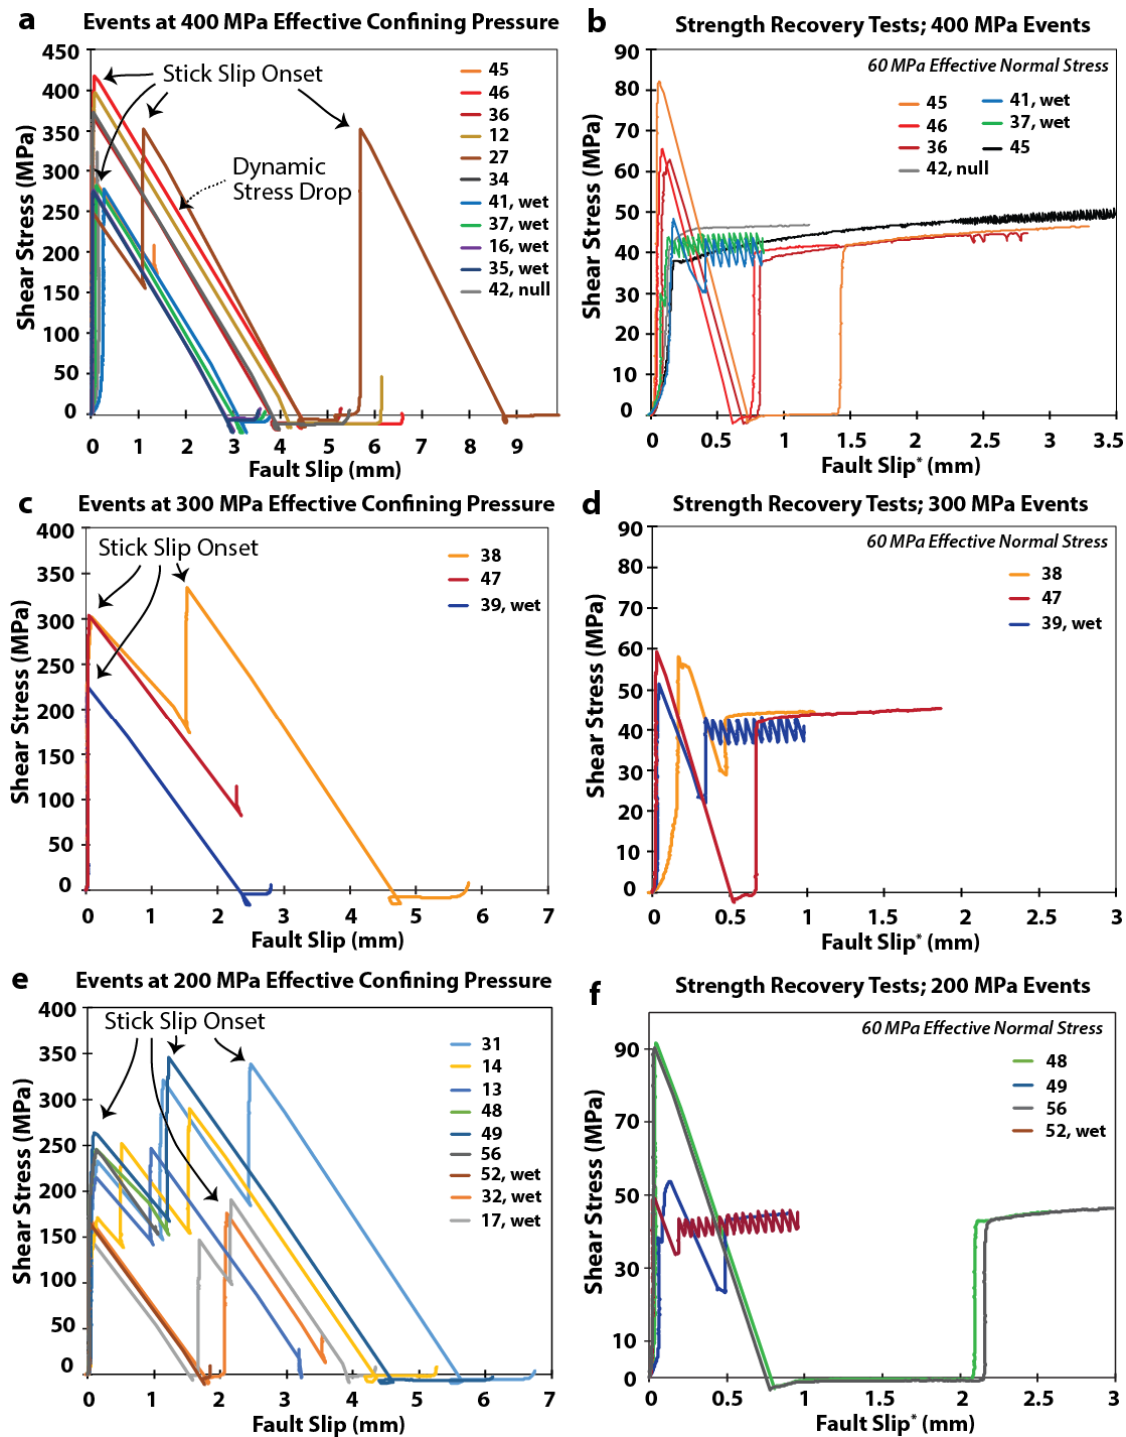 a Events at 400 MPa Effective Confining Pressure
450
400
350
300
250
200
150
100
50
0
Shear Stress (MPa)
Stick Slip Onset
Dynamic
Stress Drop
45
46
36
12
27
34
41, wet
37, wet
16, wet
35, wet
42, null
0 1 2 3 4 5 6 7 8 9
Fault Slip (mm)
b Strength Recovery Tests; 400 MPa Events
60 MPa Effective Normal Stress
90
80
70
60
50
40
30
20
10
0
Shear Stress (MPa)
45
46
36
42, null
41, wet
37, wet
45
0 0.5 1 1.5 2 2.5 3 3.5
Fault Slip* (mm)
c Events at 300 MPa Effective Confining Pressure
400
350
300
250
200
150
100
50
0
Shear Stress (MPa)
Stick Slip Onset
38
47
39, wet
0 1 2 3 4 5 6 7
Fault Slip (mm)
d Strength Recovery Tests; 300 MPa Events
60 MPa Effective Normal Stress
90
80
70
60
50
40
30
20
10
0
Shear Stress (MPa)
38
47
39, wet
0 0.5 1 1.5 2 2.5 3
Fault Slip* (mm)
e Events at 200 MPa Effective Confining Pressure
400
350
300
250
200
150
100
50
0
Shear Stress (MPa)
Stick Slip Onset
31
14
13
48
49
56
52, wet
32, wet
17, wet
0 1 2 3 4 5 6 7
Fault Slip (mm)
f Strength Recovery Tests; 200 MPa Events
60 MPa Effective Normal Stress
90
70
50
30
10
0
Shear Stress (MPa)
48
49
56
52, wet
0 0.5 1 1.5 2 2.5 3
Fault Slip* (mm)